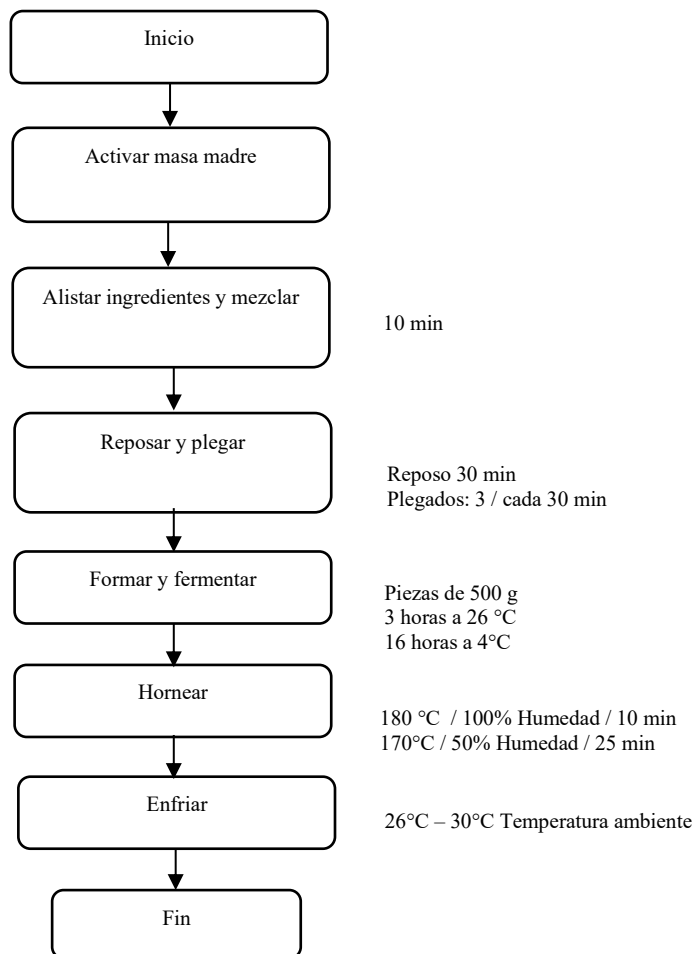 Inicio
Activar masa madre
Alistar ingredientes y mezclar
10 min
Reposar y plegar
Reposo 30 min
Plegados: 3 / cada 30 min
Formar y fermentar
Piezas de 500 g
3 horas a 26 °C
16 horas a 4°C
Hornear
180 °C / 100% Humedad / 10 min
170°C / 50% Humedad / 25 min
Enfriar
26°C – 30°C Temperatura ambiente
Fin